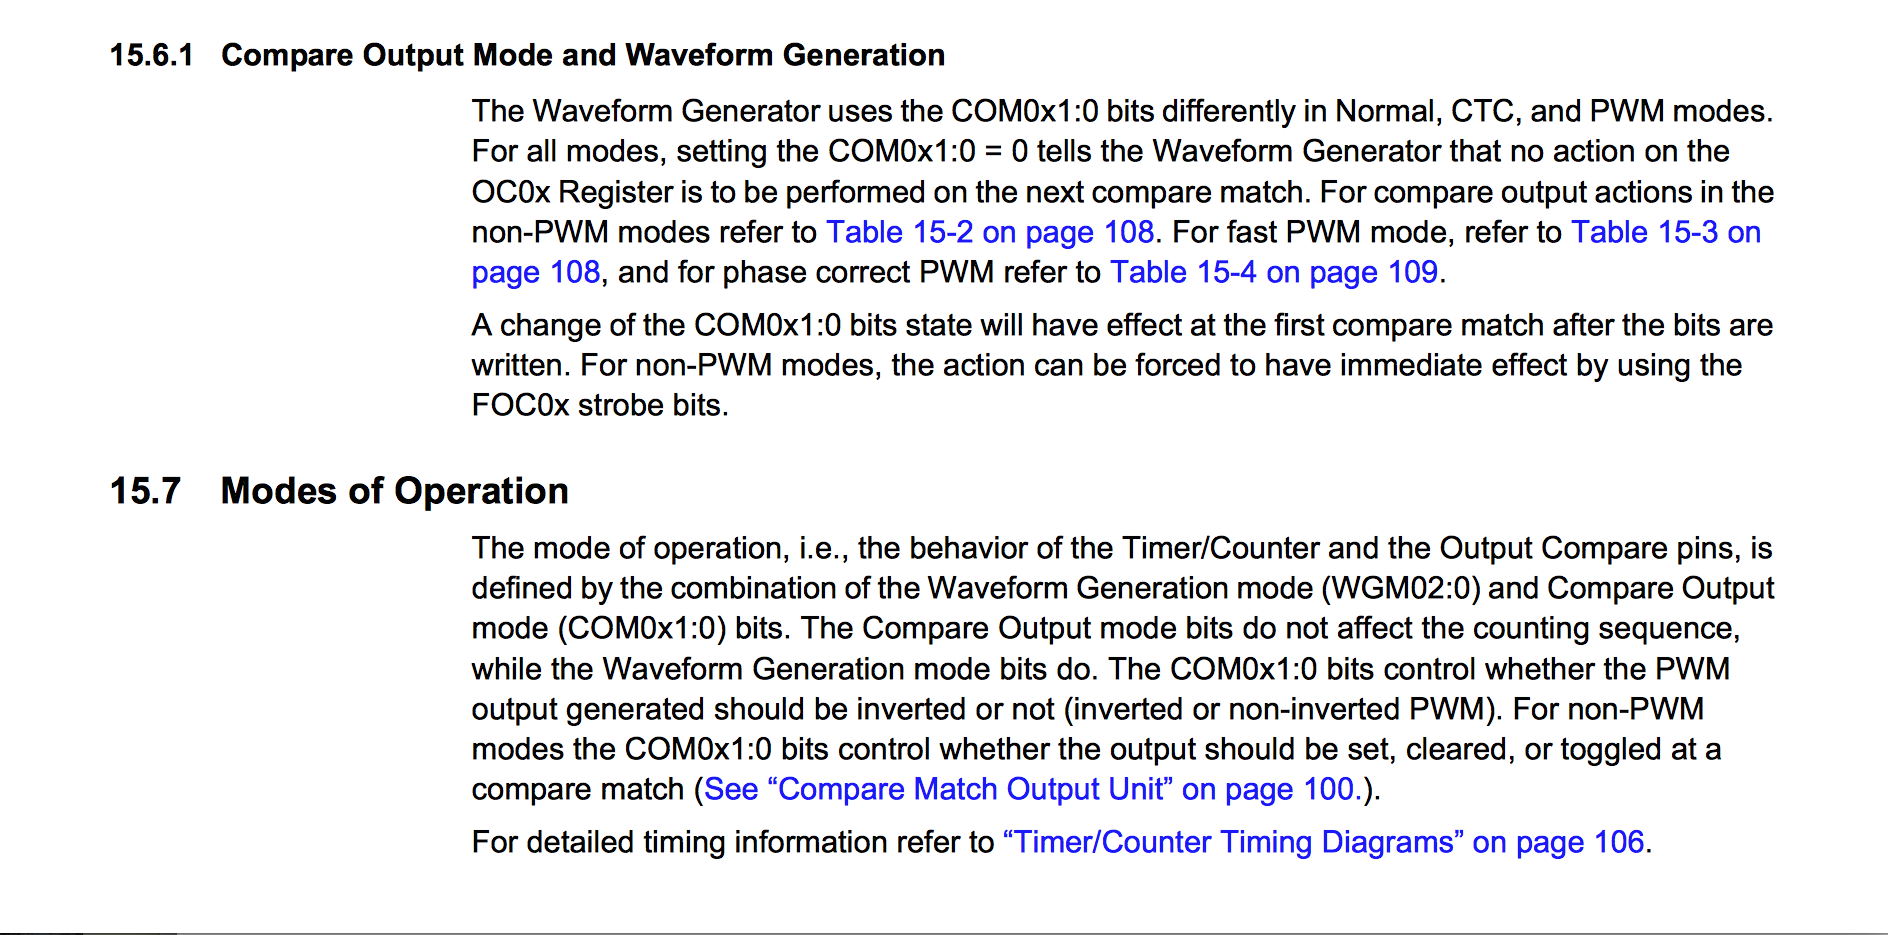 15.6.1 Compare Output Mode and Waveform Generation
The Waveform Generator uses the COM0x1:0 bits differently in Normal, CTC, and PWM modes.
For all modes, setting the COM0x1:0 = 0 tells the Waveform Generator that no action on the
OC0x Register is to be performed on the next compare match. For compare output actions in the
non-PWM modes refer to Table 15-2 on page 108. For fast PWM mode, refer to Table 15-3 on
page 108, and for phase correct PWM refer to Table 15-4 on page 109.
A change of the COM0x1:0 bits state will have effect at the first compare match after the bits are
written. For non-PWM modes, the action can be forced to have immediate effect by using the
FOC0x strobe bits.
15.7 Modes of Operation
The mode of operation, i.e., the behavior of the Timer/Counter and the Output Compare pins, is
defined by the combination of the Waveform Generation mode (WGM02:0) and Compare Output
mode (COM0x1:0) bits. The Compare Output mode bits do not affect the counting sequence,
while the Waveform Generation mode bits do. The COM0x1:0 bits control whether the PWM
output generated should be inverted or not (inverted or non-inverted PWM). For non-PWM
modes the COM0x1:0 bits control whether the output should be set, cleared, or toggled at a
compare match (See “Compare Match Output Unit” on page 100.).
For detailed timing information refer to “Timer/Counter Timing Diagrams” on page 106.